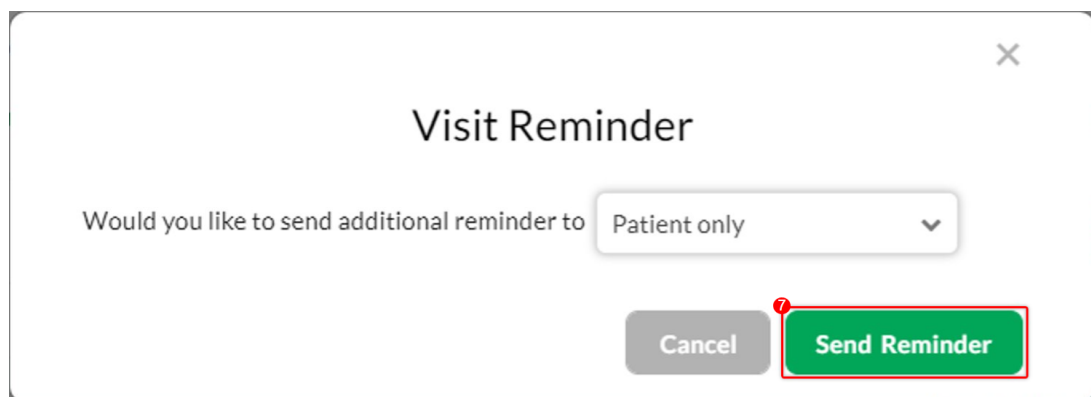 ×
Visit Reminder
Would you like to send additional reminder to Patient only
7
Cancel Send Reminder